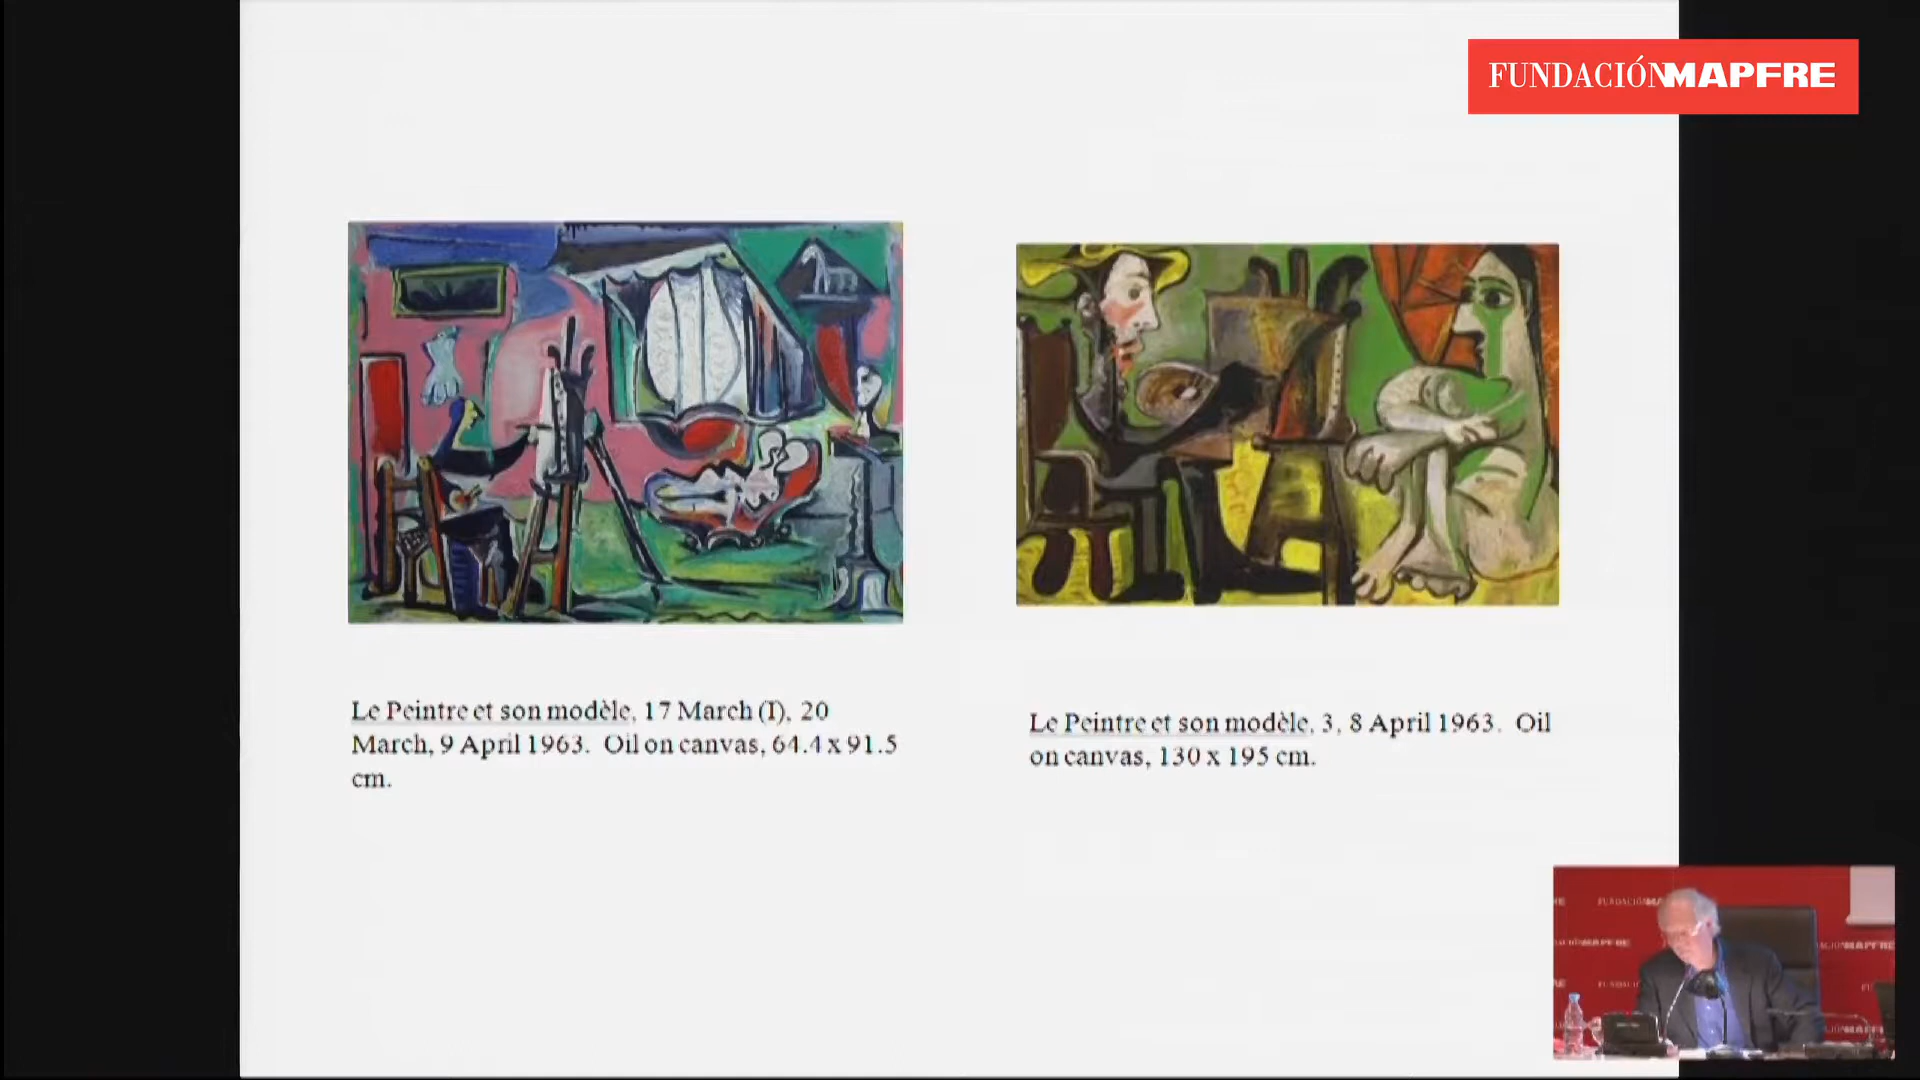 FUNDACIÓNMAPFRE
Le Peintre et son modèle, 17 March (I), 20
March, 9 April 1963. Oil on canvas, 64.4 x 91.5
cm.
Le Peintre et son modèle, 3, 8 April 1963. Oil
on canvas, 130 x 195 cm.